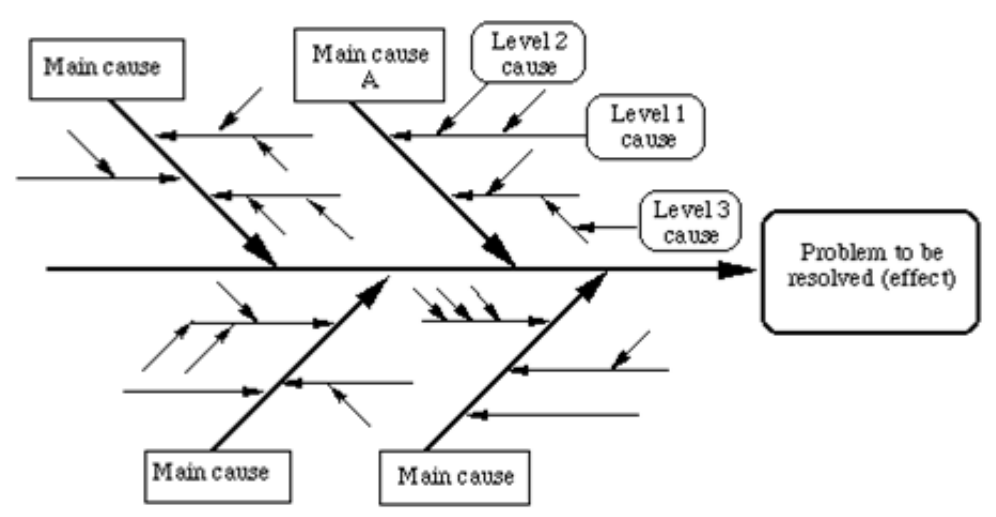 Main cause
Main cause
A
Level 2
cause
Level 1
cause
Level 3
cause
Problem to be
resolved (effect)
Main cause
Main cause